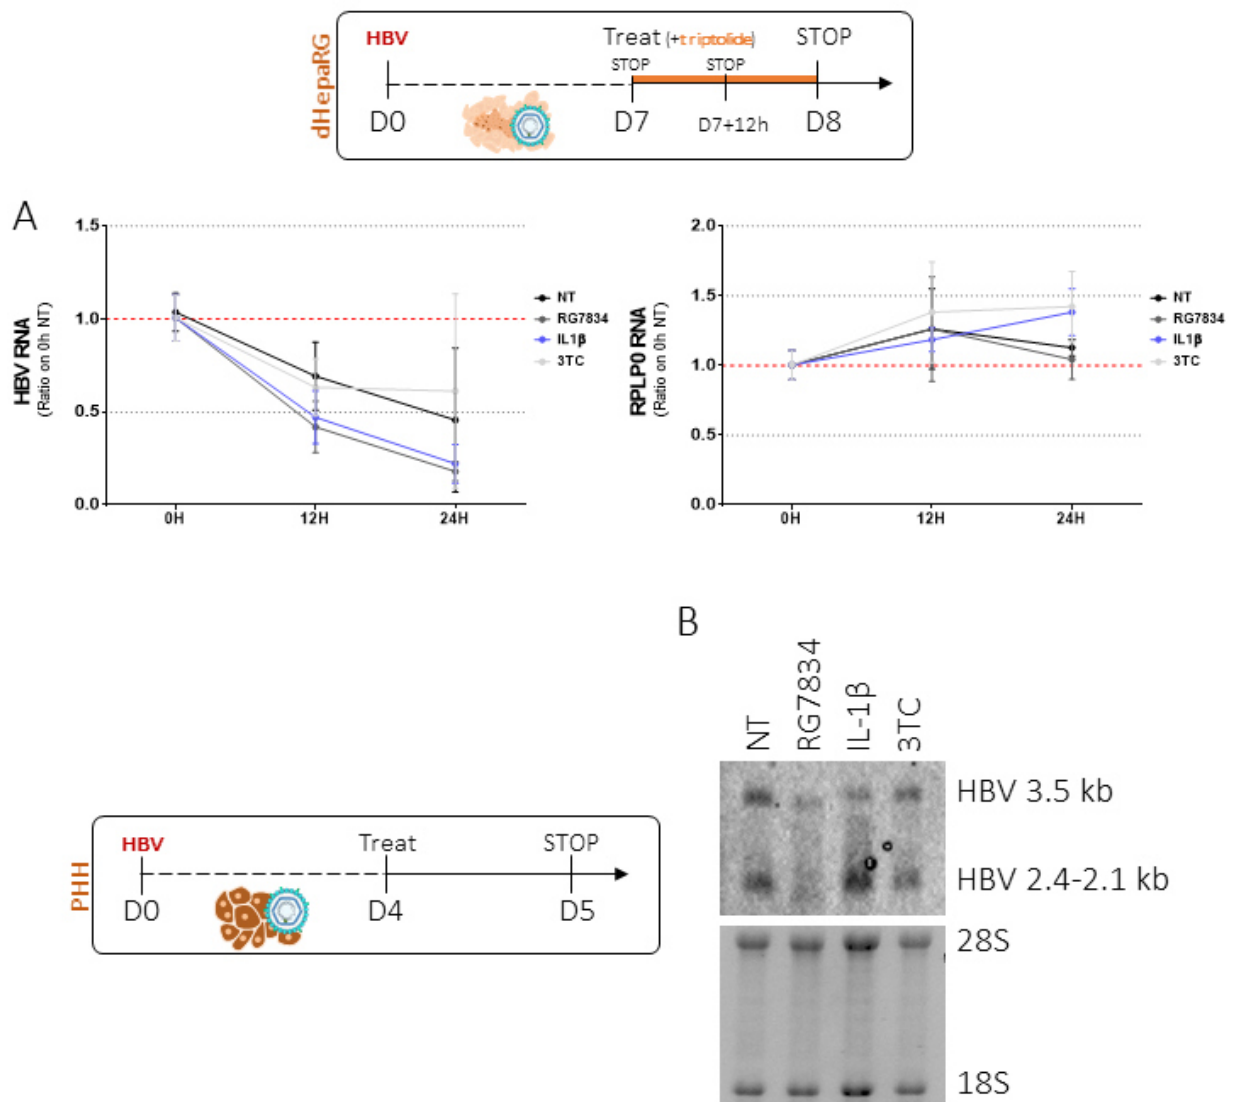 dHepaRG
HBV
Treat (+triptolide)
STOP
STOP
STOP
D0
D7
D7+12h
D8
A
HBV RNA
(Ratio on 0h NT)
1.5
1.0
0.5
0.0
0H
12H
24H
NT
RG7834
IL1β
3TC
RPLP0 RNA
(Ratio on 0h NT)
2.0
1.5
1.0
0.5
0.0
0H
12H
24H
NT
RG7834
IL1β
3TC
PHH
HBV
Treat
STOP
D0
D4
D5
B
NT
RG7834
IL-1β
3TC
HBV 3.5 kb
HBV 2.4-2.1 kb
28S
18S